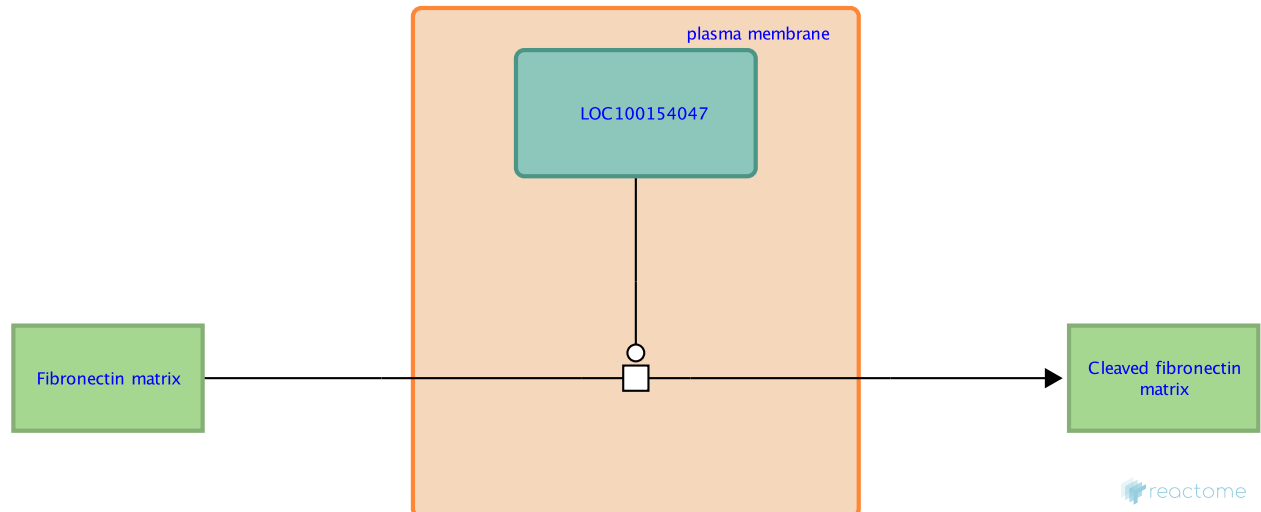 plasma membrane
LOC100154047
Fibronectin matrix
Cleaved fibronectin
matrix
reactome